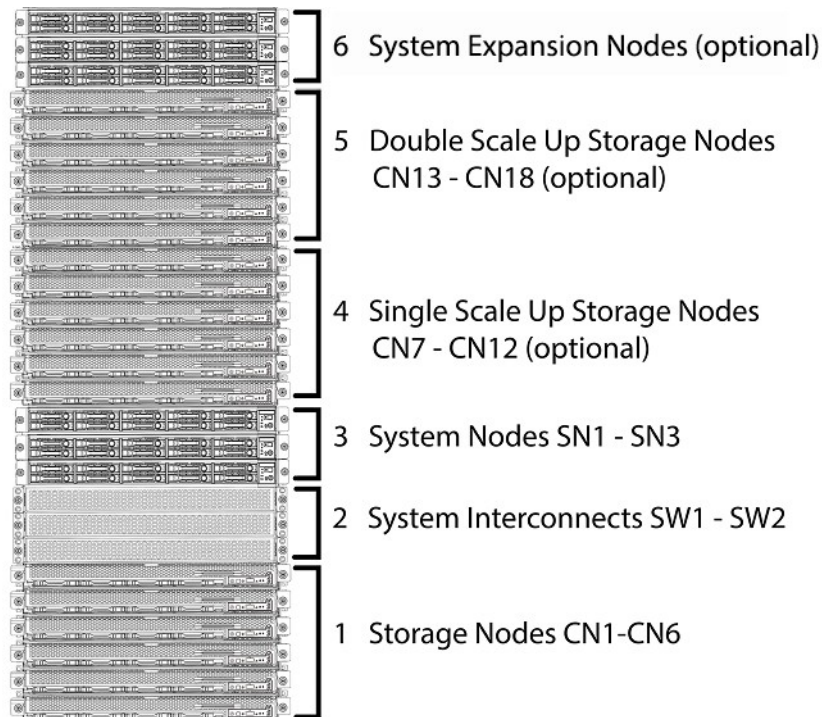 6 System Expansion Nodes (optional)
5 Double Scale Up Storage Nodes
CN13 - CN18 (optional)
4 Single Scale Up Storage Nodes
CN7 - CN12 (optional)
3 System Nodes SN1 - SN3
2 System Interconnects SW1 - SW2
1 Storage Nodes CN1-CN6